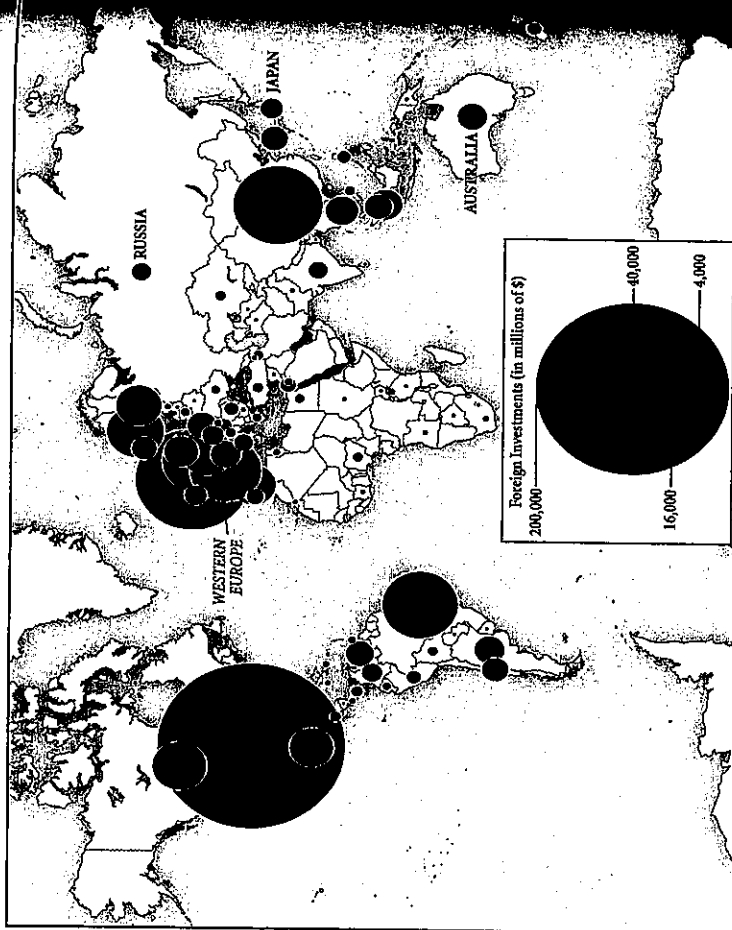 RUSSIA
JAPAN
WESTERN
EUROPE
AUSTRALIA
Foreign Investments (in millions of $)
200,000
40,000
16,000
4,000